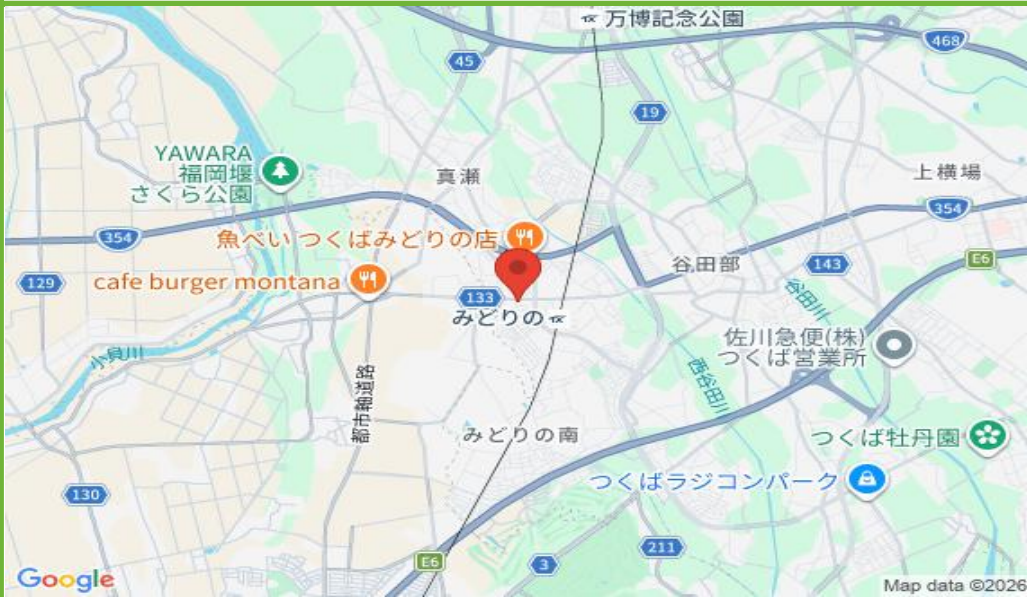 万博記念公園
468
45
19
YAWARA
福岡堰
さくら公園
真瀬
上横場
354
354
魚べい つくばみどりの店
谷田部
143
E6
129
cafe burger montana
133
みどりの
谷田川
小貝川
佐川急便(株)
つくば営業所
西谷田川
都市軸道路
みどりの南
つくば牡丹園
つくばラジコンパーク
130
E6
3
211
Google
Map data ©2026